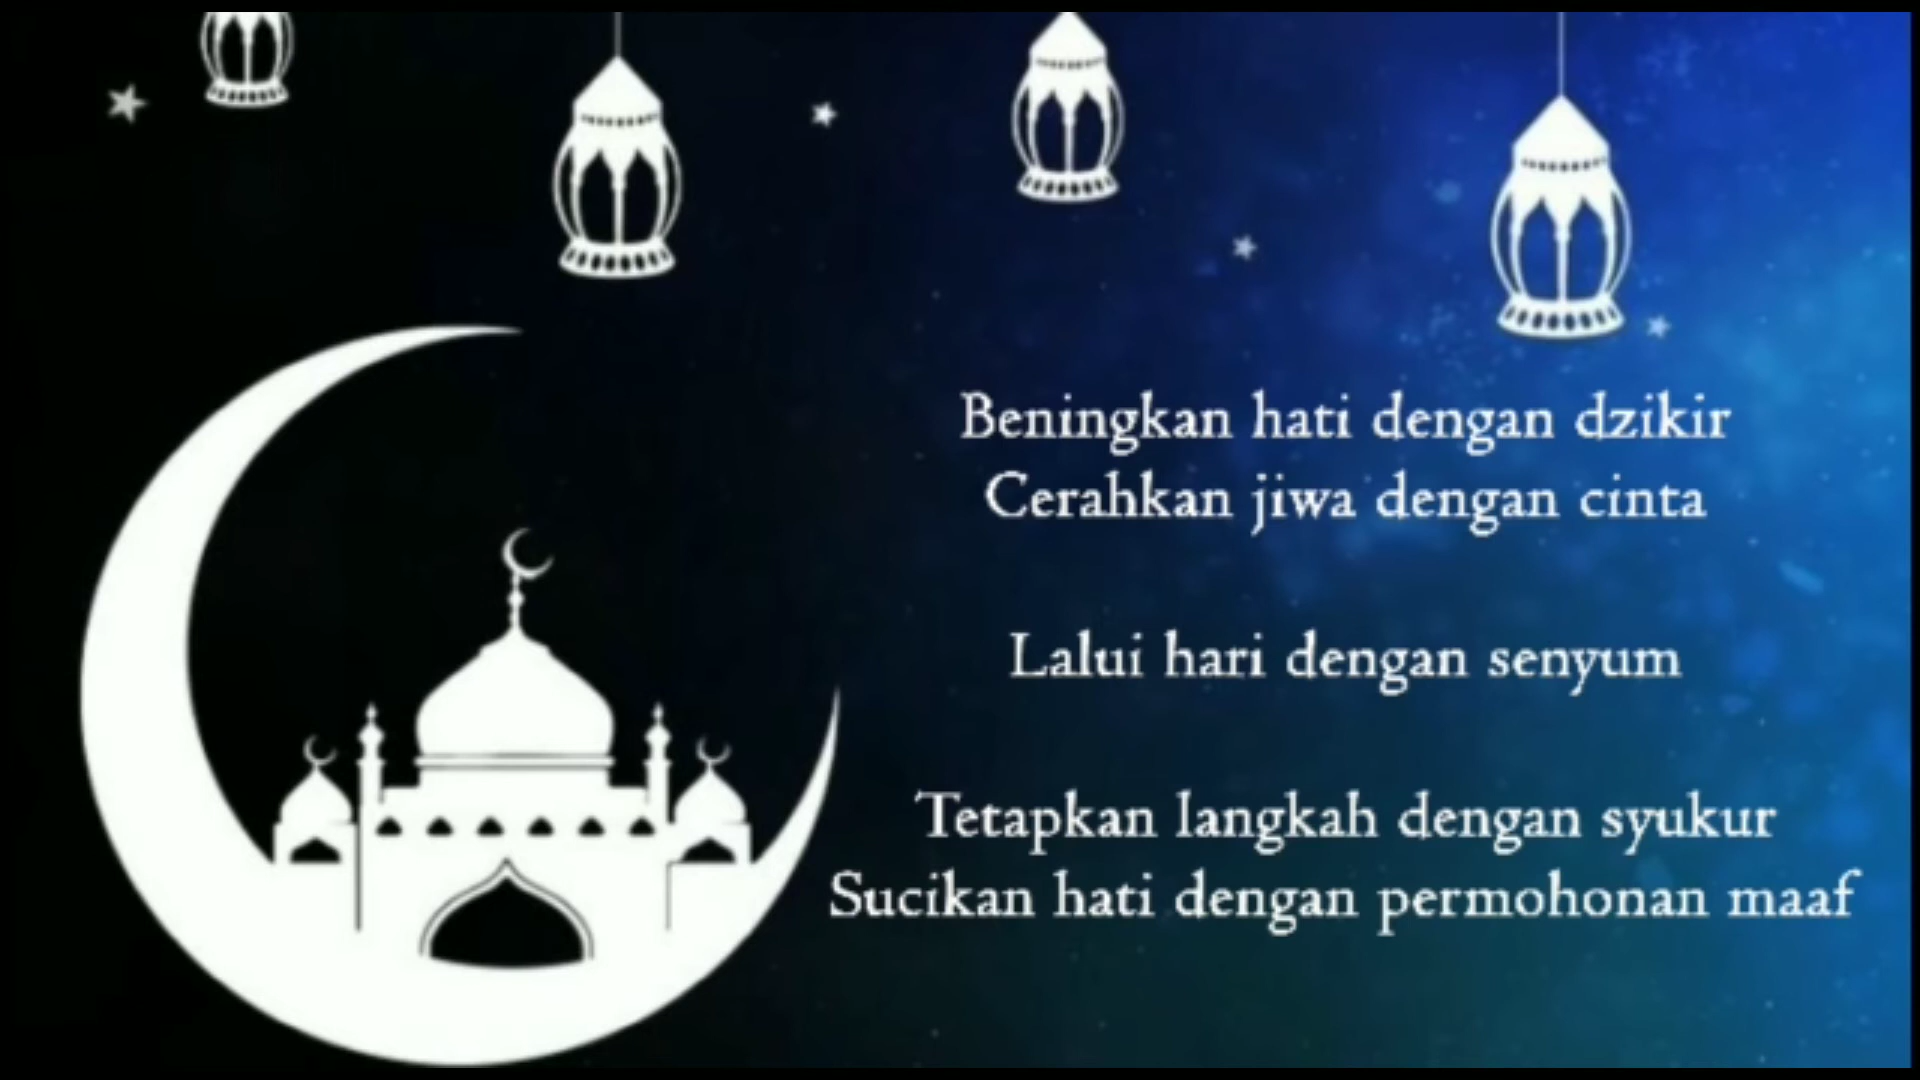 Beningkan hati dengan dzikir
Cerahkan jiwa dengan cinta
Lalui hari dengan senyum
Tetapkan langkah dengan syukur
Sucikan hati dengan permohonan maaf